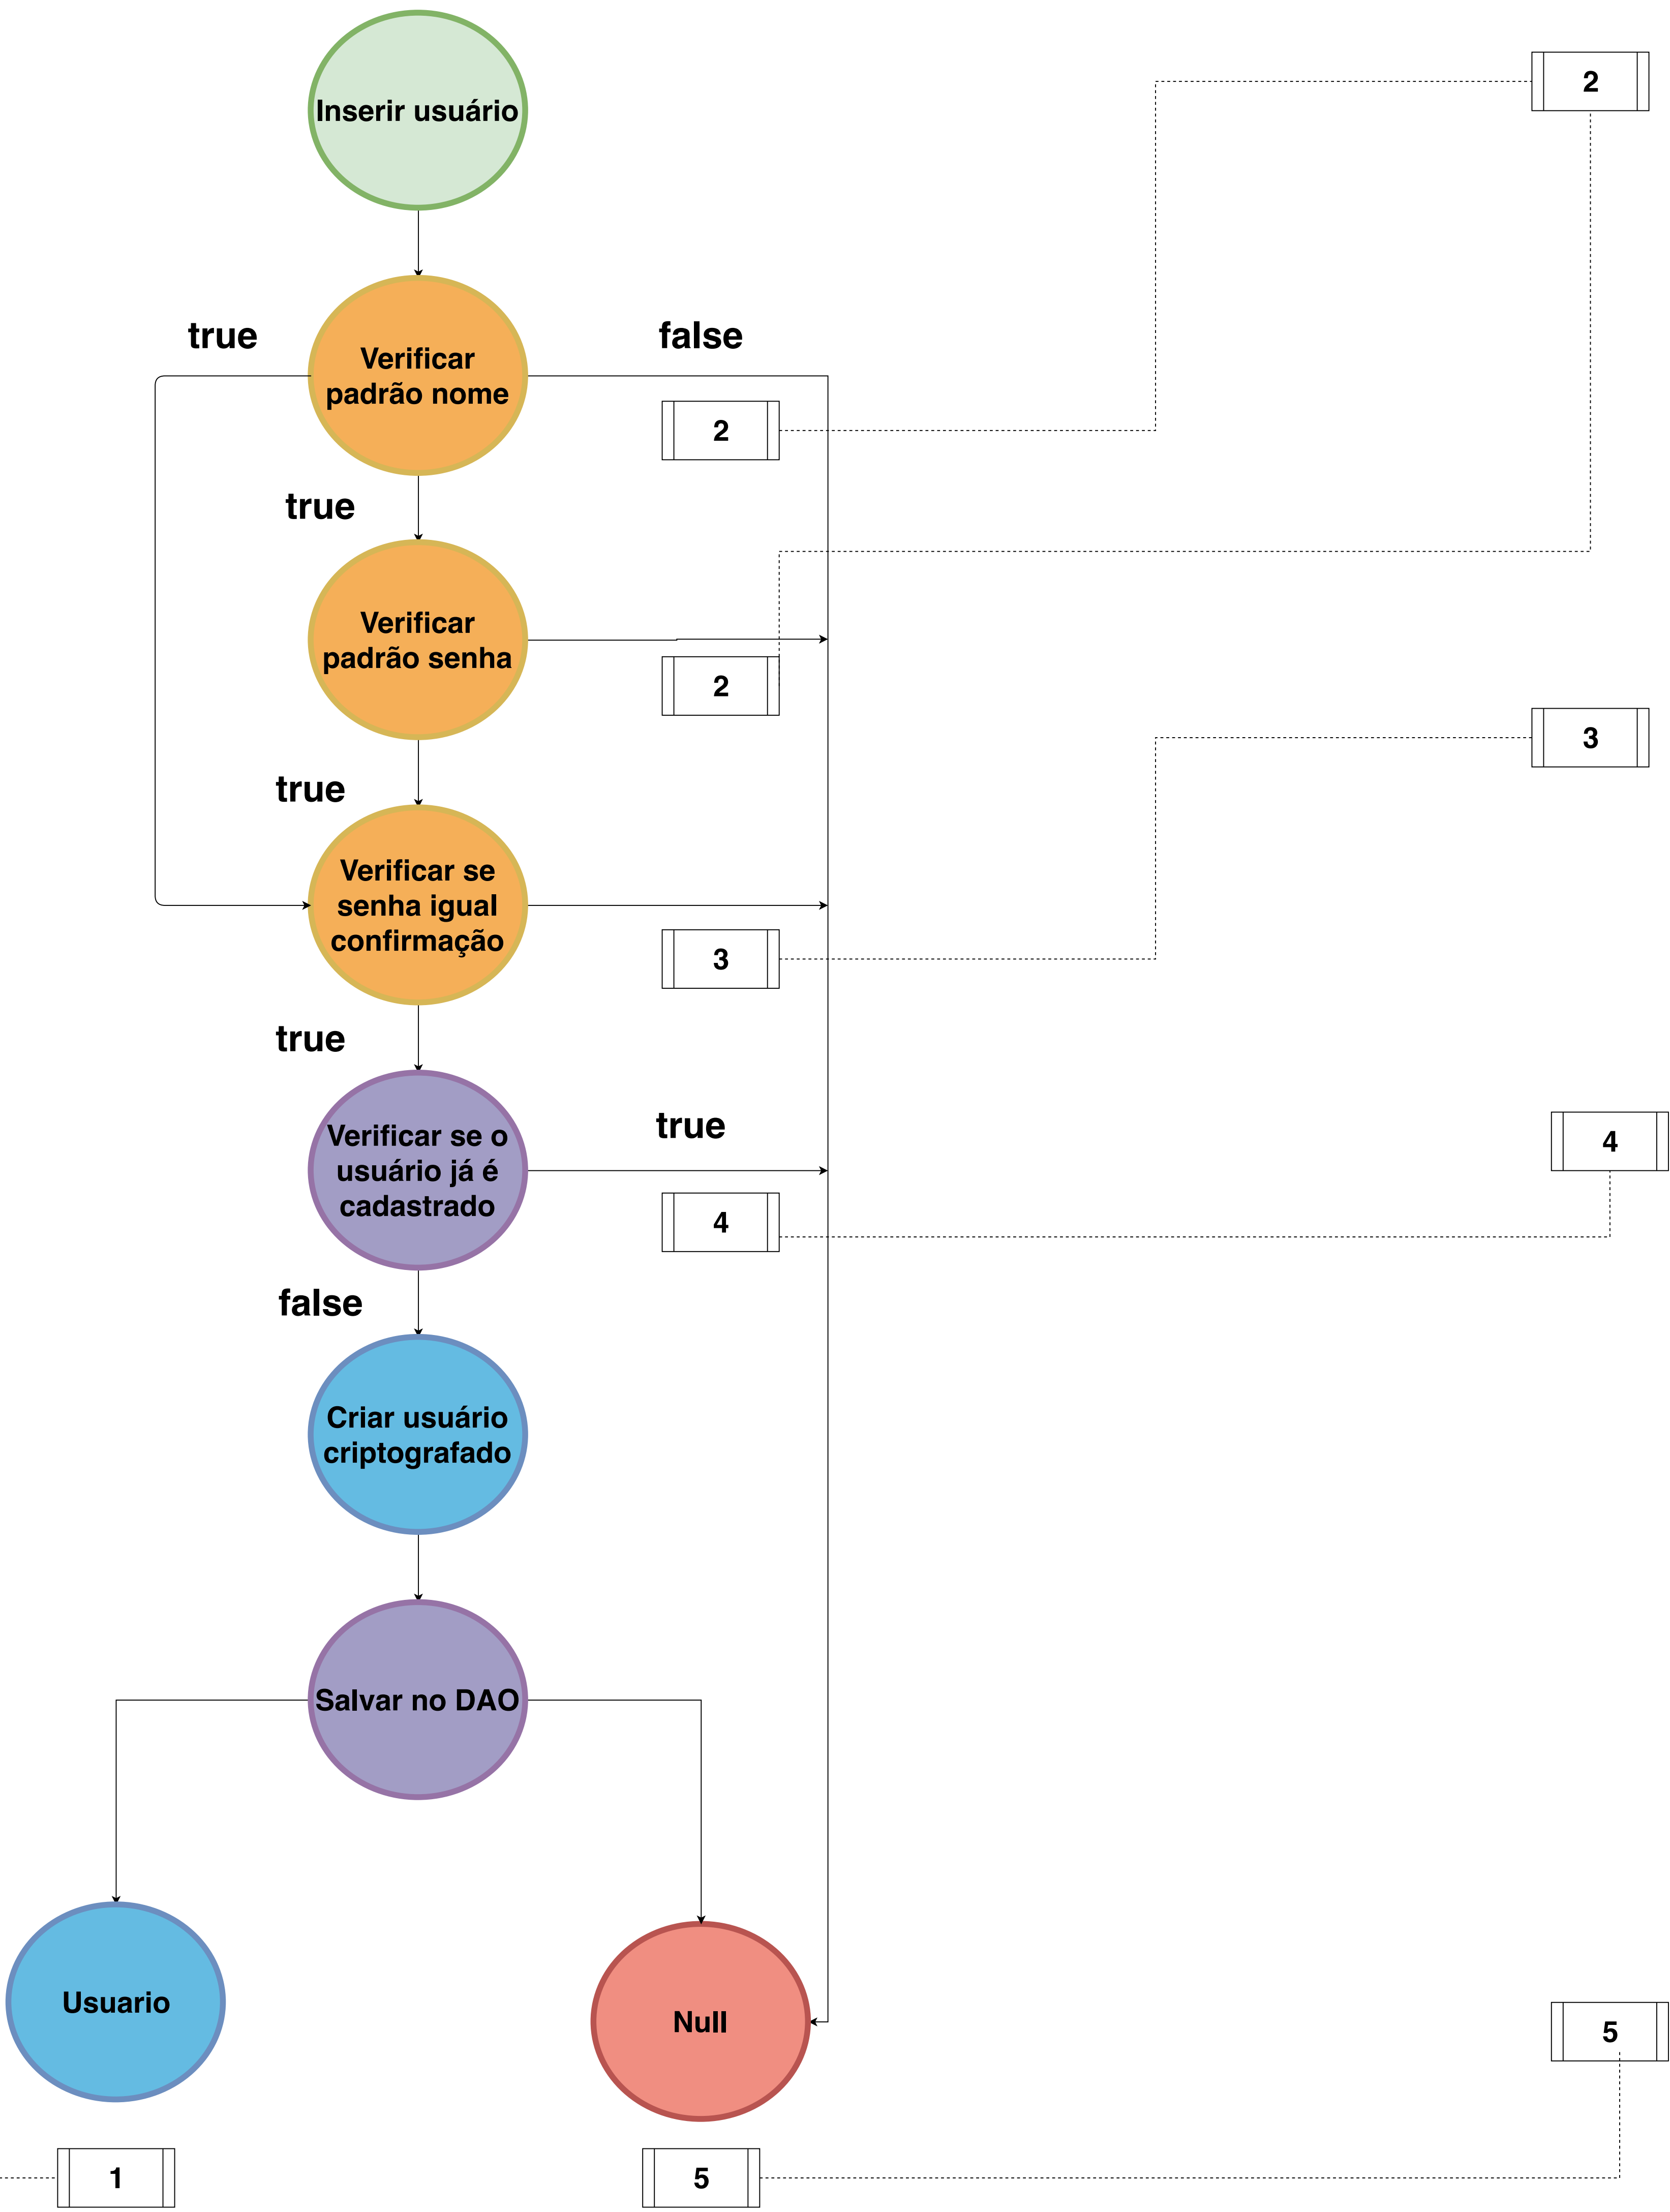 Inserir usuário
2
true
false
Verificar
padrão nome
2
true
Verificar
padrão senha
2
3
true
Verificar se
senha igual
confirmação
3
true
Verificar se o
usuário já é
cadastrado
true
4
4
false
Criar usuário
criptografado
Salvar no DAO
Usuario
Null
5
1
5